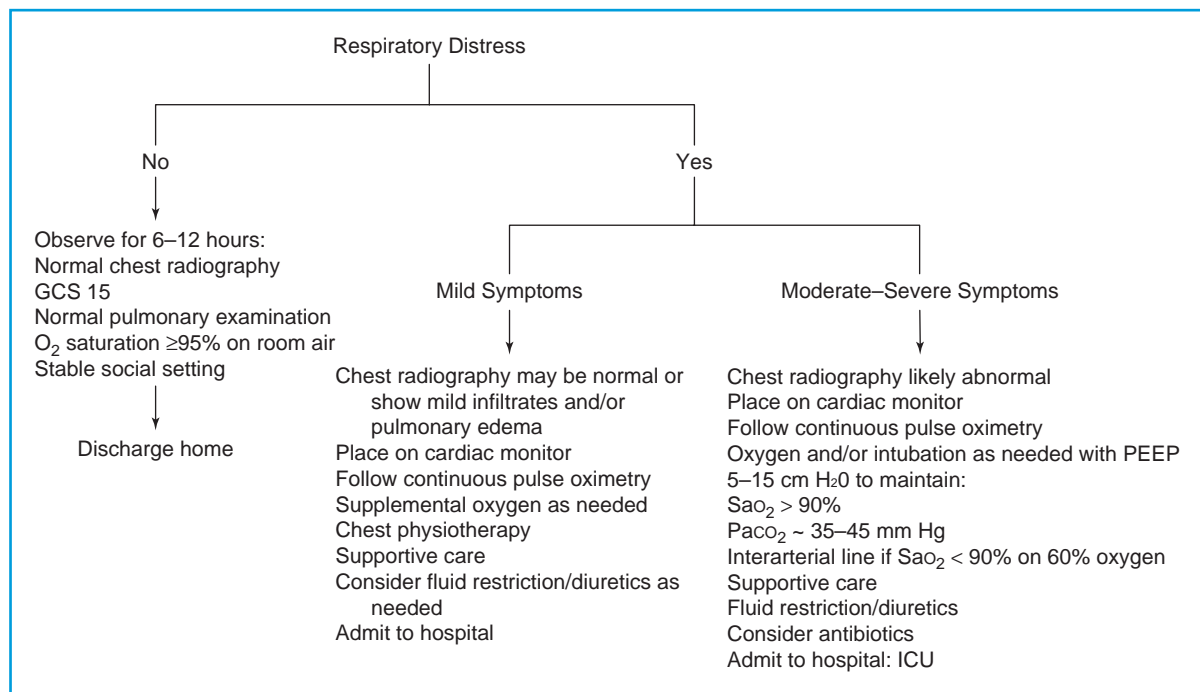 Respiratory Distress
No
Yes
Observe for 6–12 hours:
Normal chest radiography
GCS 15
Normal pulmonary examination
O₂ saturation ≥95% on room air
Stable social setting
Discharge home
Mild Symptoms
Chest radiography may be normal or
show mild infiltrates and/or
pulmonary edema
Place on cardiac monitor
Follow continuous pulse oximetry
Supplemental oxygen as needed
Chest physiotherapy
Supportive care
Consider fluid restriction/diuretics as
needed
Admit to hospital
Moderate–Severe Symptoms
Chest radiography likely abnormal
Place on cardiac monitor
Follow continuous pulse oximetry
Oxygen and/or intubation as needed with PEEP
5–15 cm H₂0 to maintain:
SaO₂ > 90%
PaCO₂ ~ 35–45 mm Hg
Interarterial line if SaO₂ < 90% on 60% oxygen
Supportive care
Fluid restriction/diuretics
Consider antibiotics
Admit to hospital: ICU